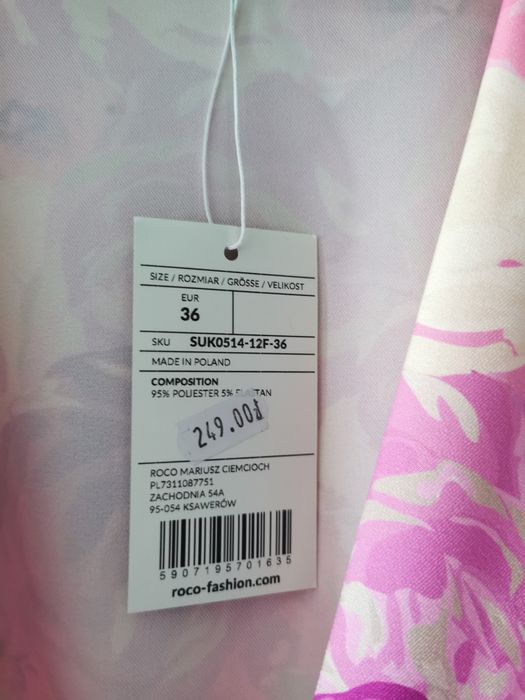 SIZE / ROZMIAR / GRÖSSE / VELIKOST
EUR
36
SKU SUK0514-12F-36
MADE IN POLAND
COMPOSITION
95% POLIESTER 5% ELASTAN
249.00zł
ROCO MARIUSZ CIEMCIOCH
PL7311087751
ZACHODNIA 54A
95-054 KSAWERÓW
5907195701635
roco-fashion.com